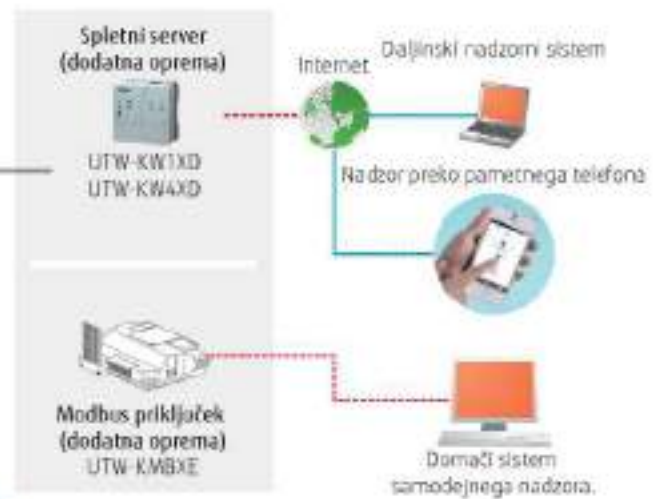 Spletni server
(dodatna oprema)
UTW-KW1XD
UTW-KW4XD
Internet
Daljinski nadzorni sistem
Nadzor preko pametnega telefona
Modbus priključek
(dodatna oprema)
UTW-KMBXE
Domači sistem
samodejnega nadzora.